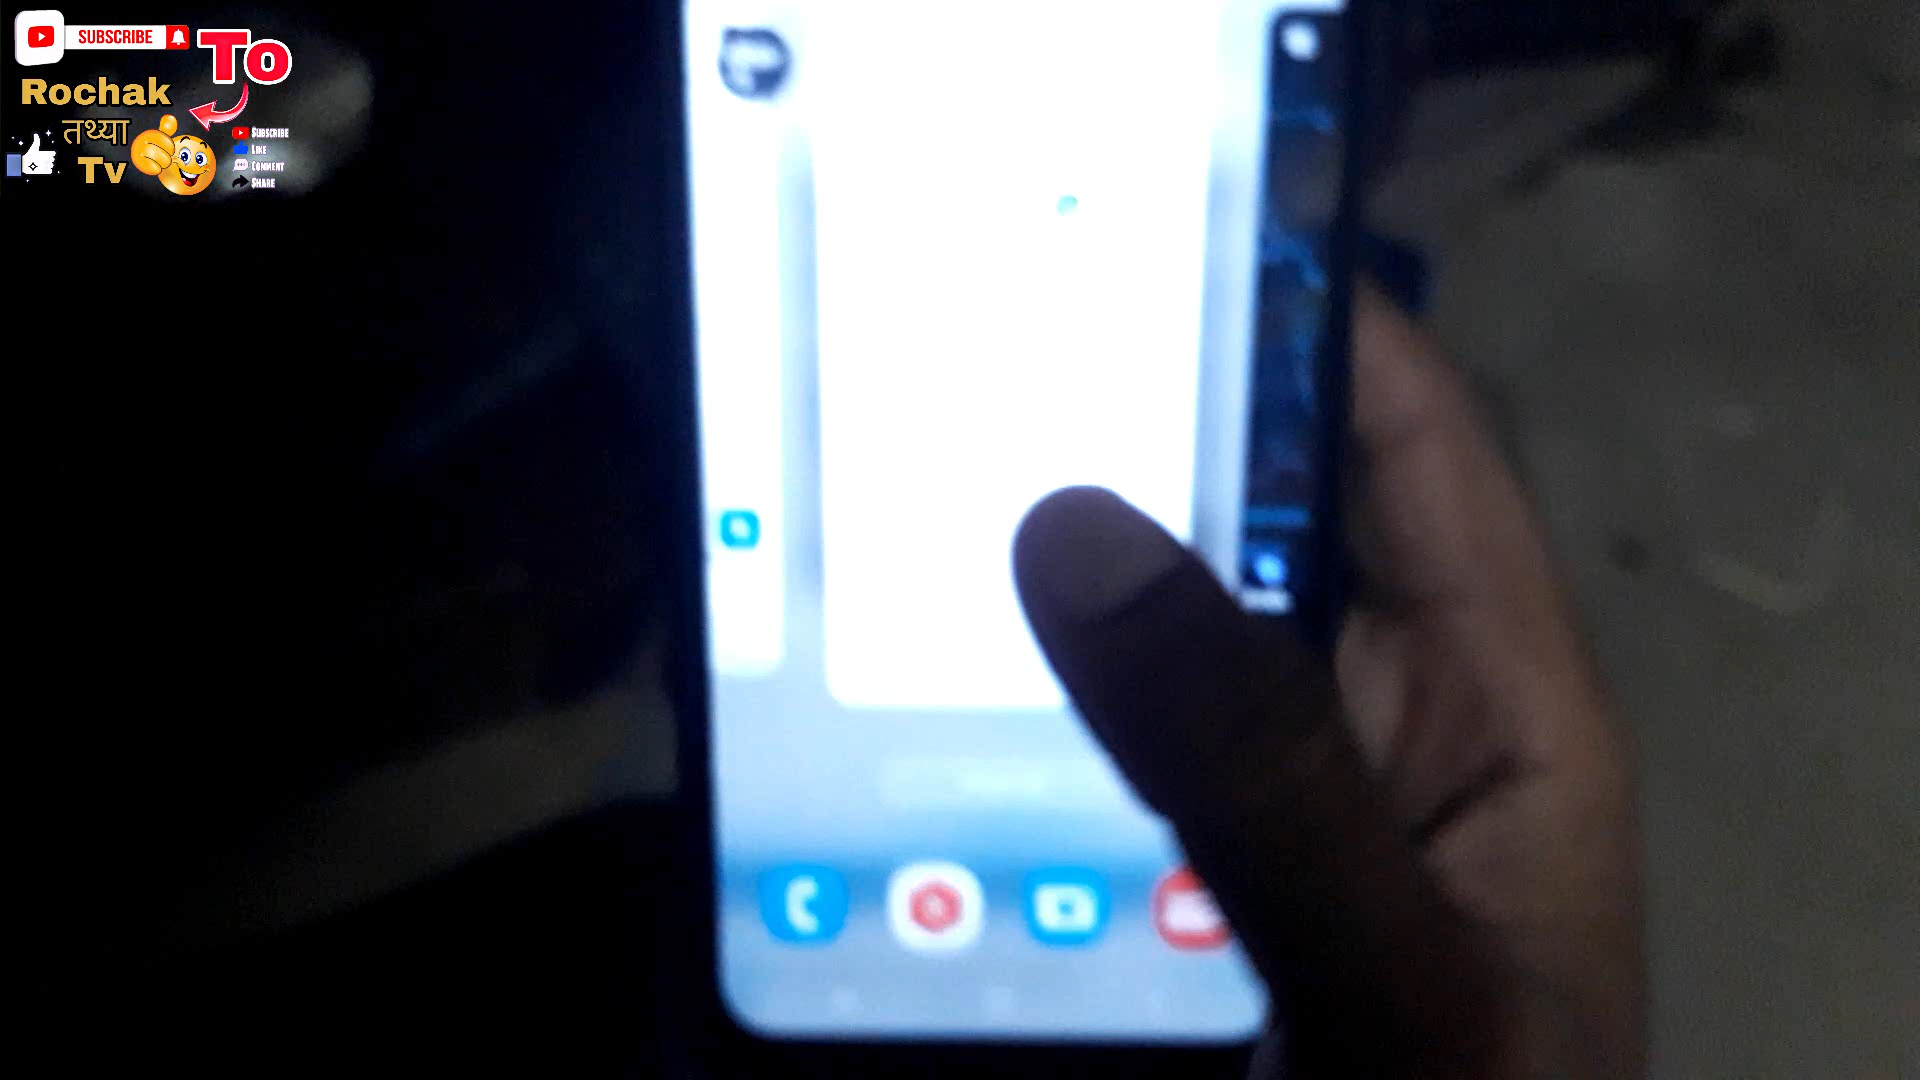 SUBSCRIBE
To
Rochak
तथ्या
Tv
Subscribe
Like
Comment
Share